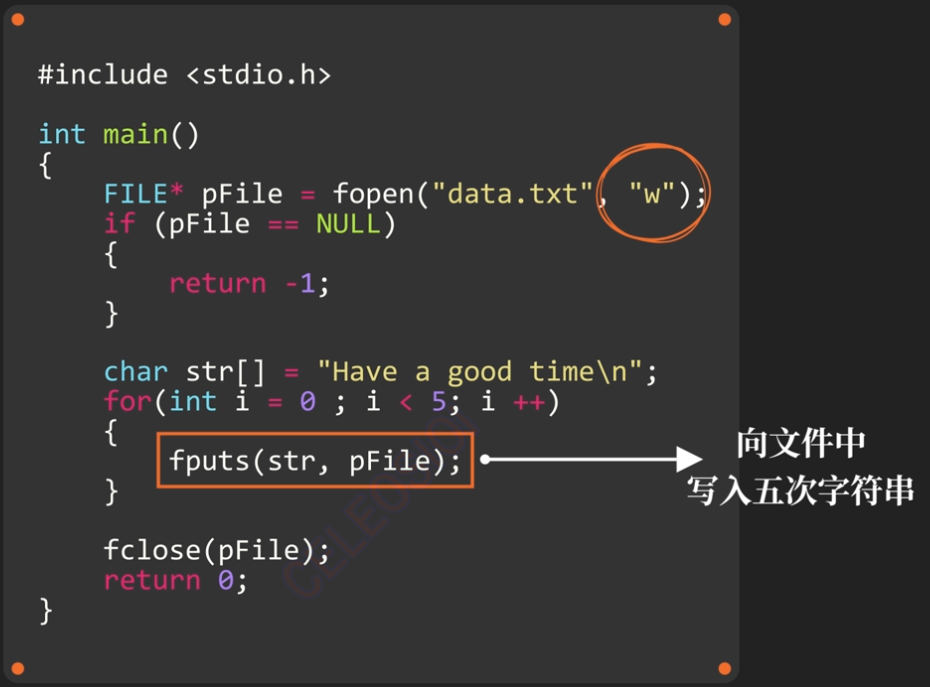 #include <stdio.h>
int main()
{
FILE* pFile = fopen("data.txt", "w");
if (pFile == NULL)
{
return -1;
}
char str[] = "Have a good time\n";
for(int i = 0 ; i < 5; i ++)
{
fputs(str, pFile);
}
fclose(pFile);
return 0;
}
向文件中
写入五次字符串